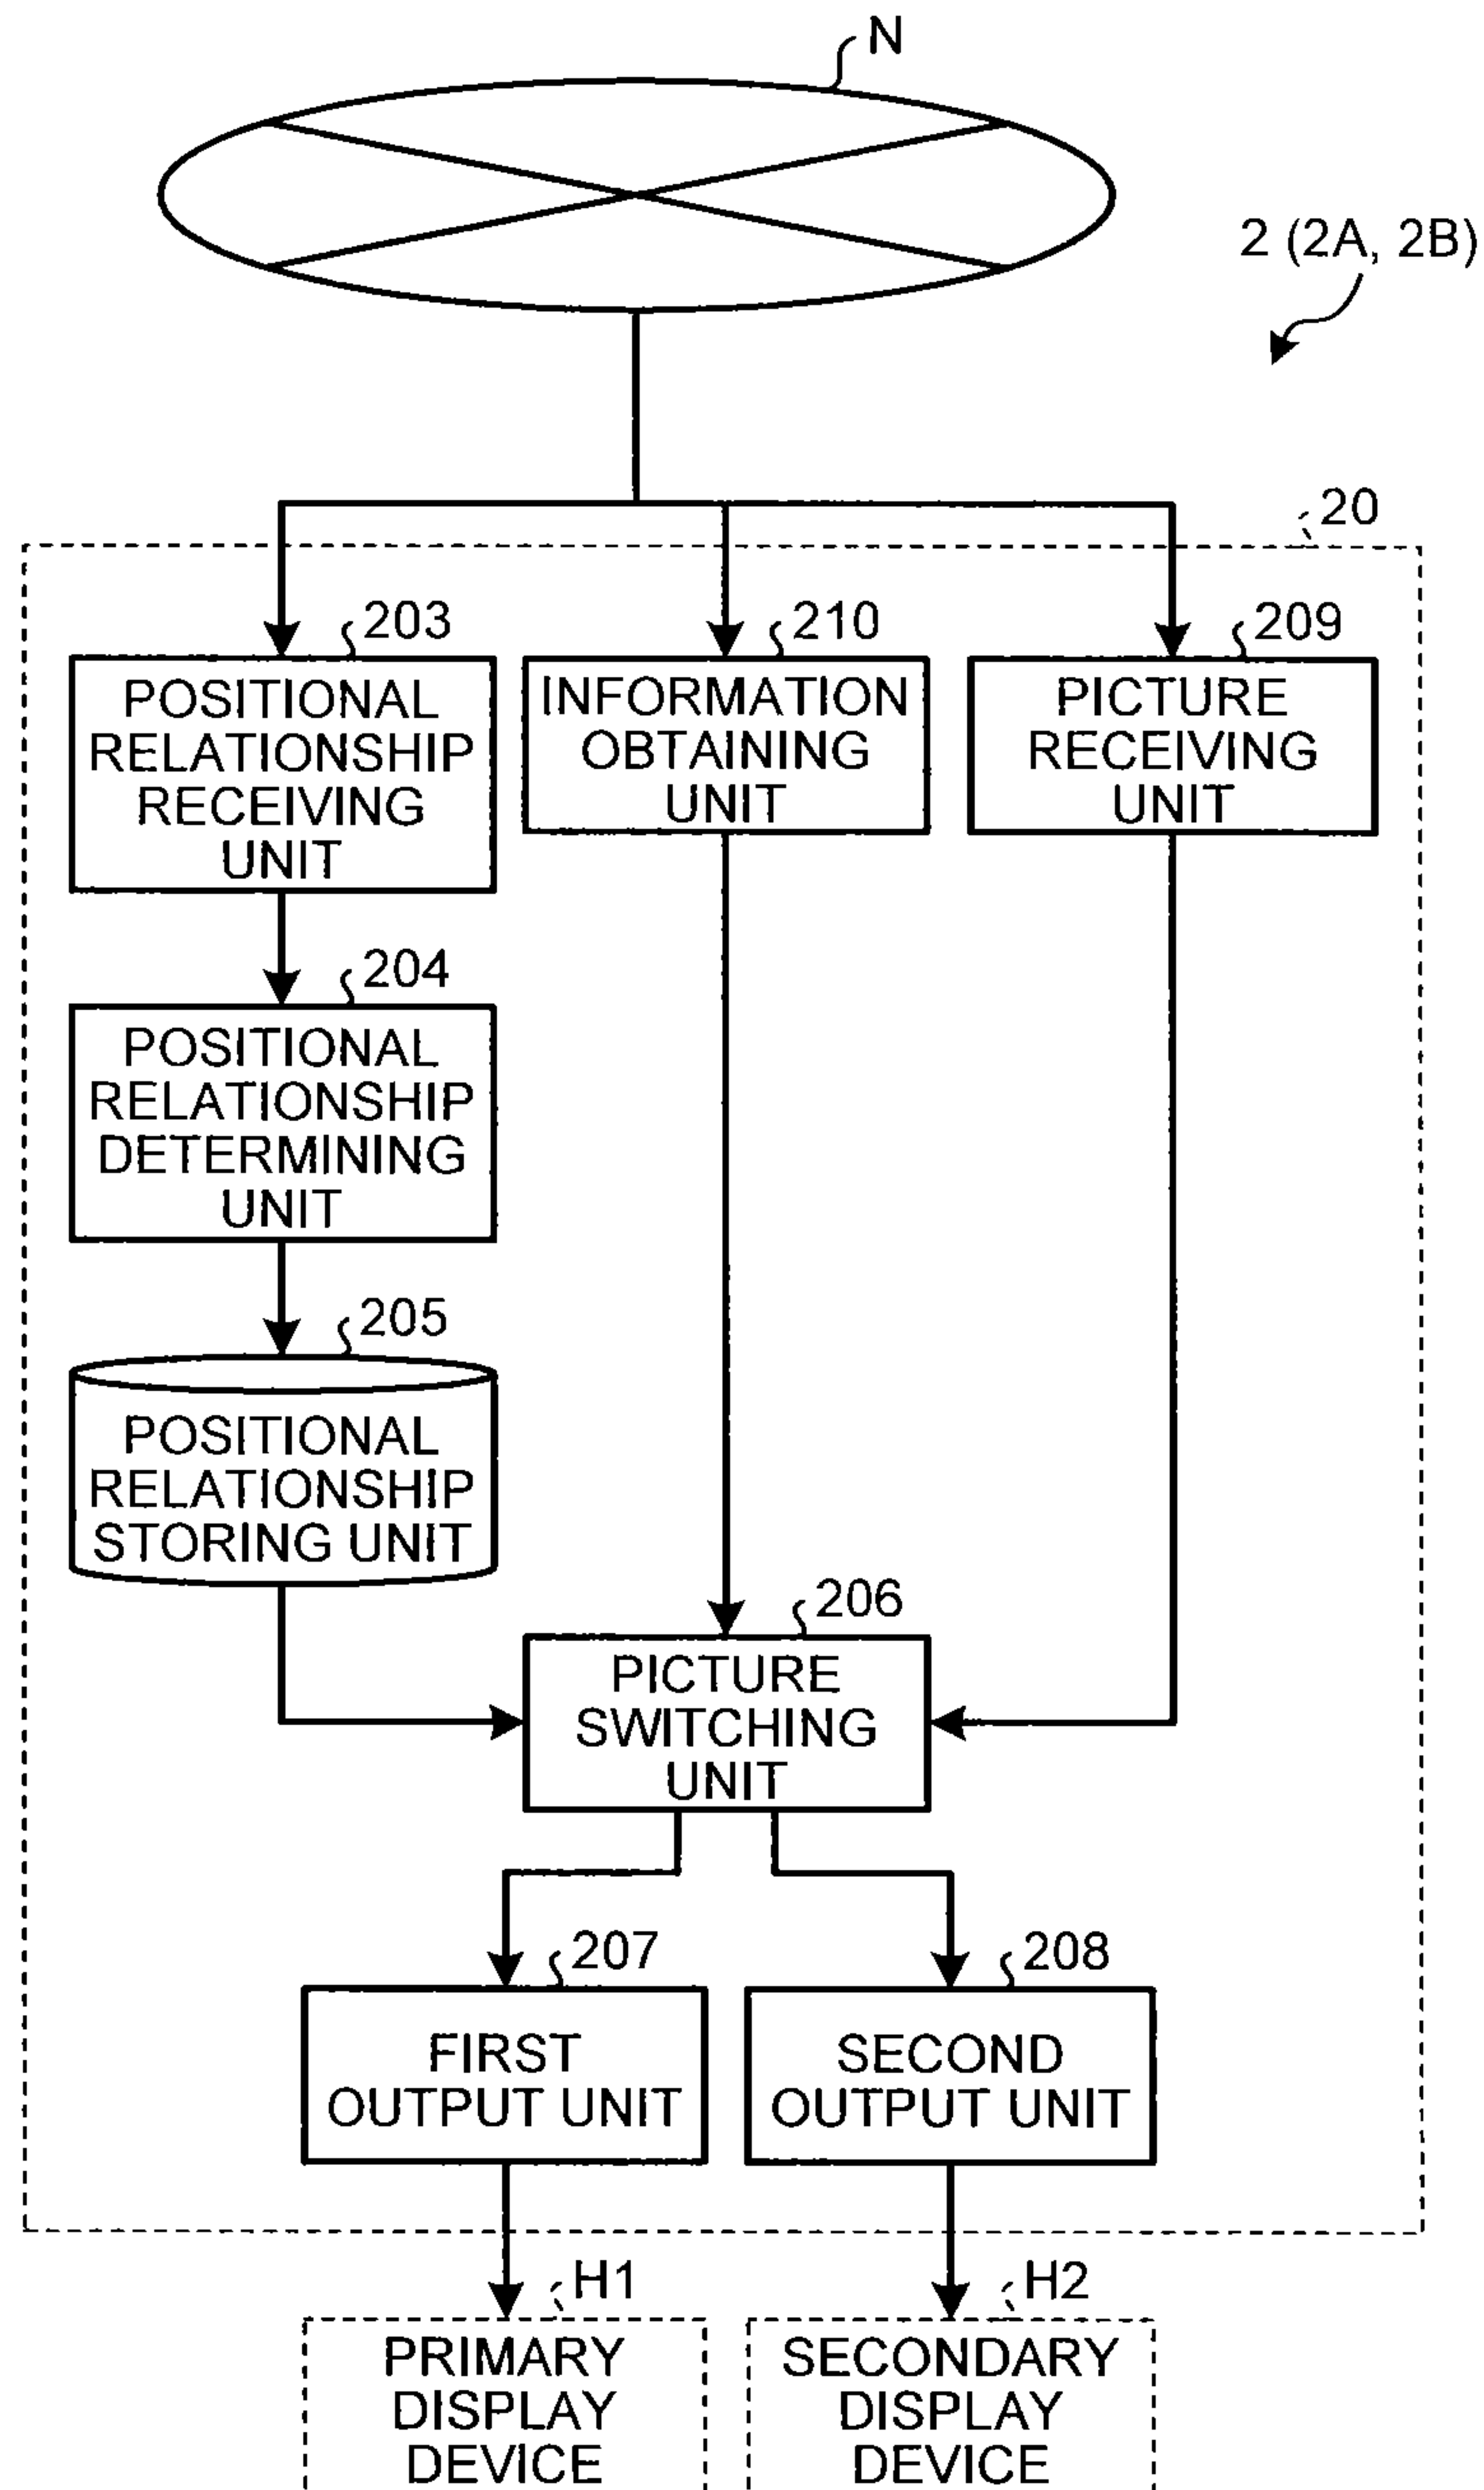 N
2 (2A, 2B)
20
203
210
209
POSITIONAL
RELATIONSHIP
RECEIVING
UNIT
INFORMATION
OBTAINING
UNIT
PICTURE
RECEIVING
UNIT
204
POSITIONAL
RELATIONSHIP
DETERMINING
UNIT
205
POSITIONAL
RELATIONSHIP
STORING UNIT
206
PICTURE
SWITCHING
UNIT
207
208
FIRST
OUTPUT UNIT
SECOND
OUTPUT UNIT
H1
H2
PRIMARY
DISPLAY
DEVICE
SECONDARY
DISPLAY
DEVICE